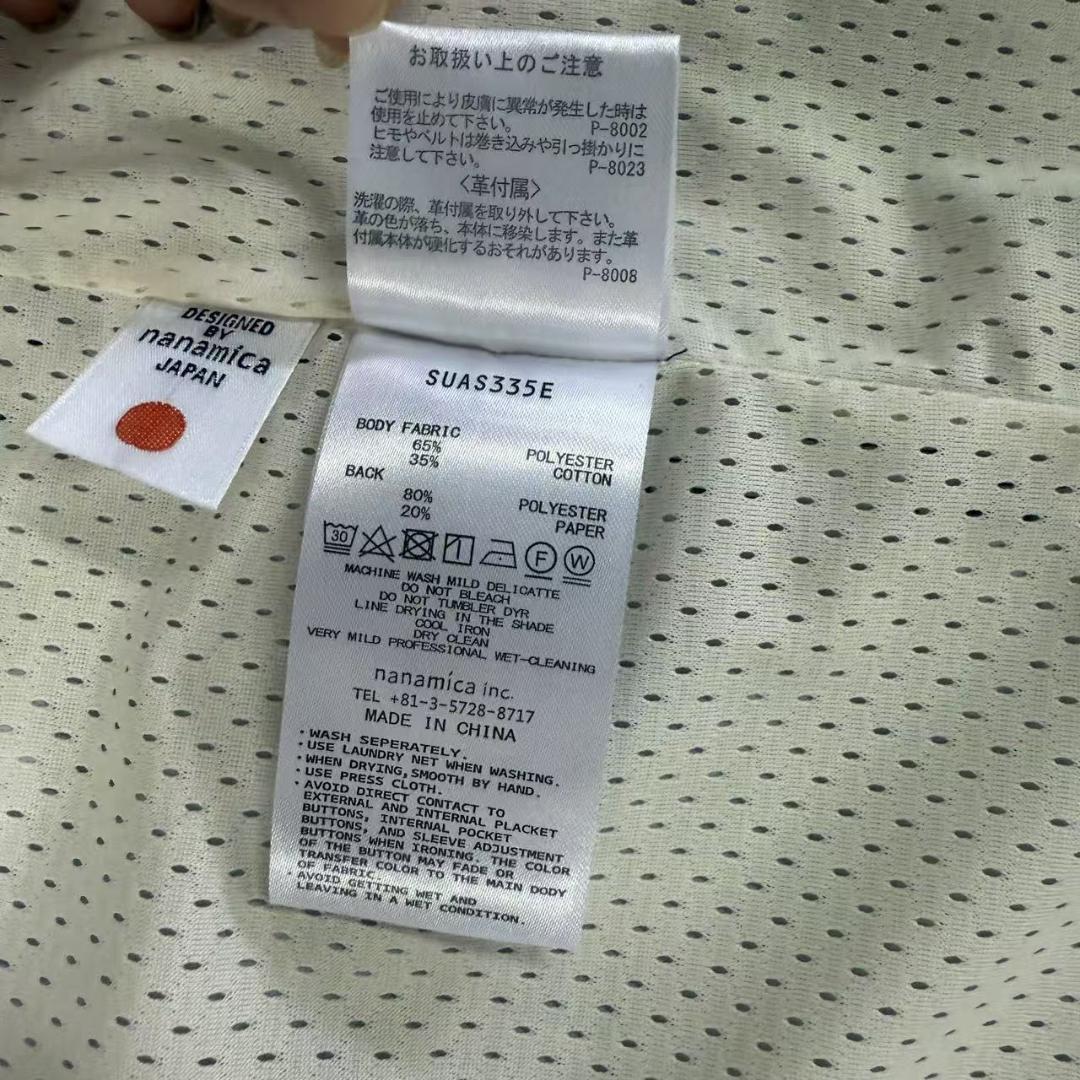 お取扱い上のご注意
ご使用により皮膚に異常が発生した時は
使用を止めて下さい。 P-8002
ヒモやベルトは巻き込みや引っ掛かりに
注意して下さい。 P-8023
〈革付属〉
洗濯の際、革付属を取り外して下さい。
革の色が落ち、本体に移染します。また革
付属本体が硬化するおそれがあります。
P-8008
DESIGNED
BY
nanamica
JAPAN
SUAS335E
BODY FABRIC
65% POLYESTER
35% COTTON
BACK
80% POLYESTER
20% PAPER
30 F W
MACHINE WASH MILD DELICATTE
DO NOT BLEACH
DO NOT TUMBLER DYR
LINE DRYING IN THE SHADE
COOL IRON
DRY CLEAN
VERY MILD PROFESSIONAL WET-CLEANING
nanamica inc.
TEL +81-3-5728-8717
MADE IN CHINA
・WASH SEPERATELY.
・USE LAUNDRY NET WHEN WASHING.
・WHEN DRYING,SMOOTH BY HAND.
・USE PRESS CLOTH.
・AVOID DIRECT CONTACT TO
EXTERNAL AND INTERNAL PLACKET
BUTTONS, INTERNAL POCKET
BUTTONS, AND SLEEVE ADJUSTMENT
BUTTONS WHEN IRONING. THE COLOR
OF THE BUTTON MAY FADE OR
TRANSFER COLOR TO THE MAIN BODY
OF FABRIC.
・AVOID GETTING WET AND
LEAVING IN A WET CONDITION.